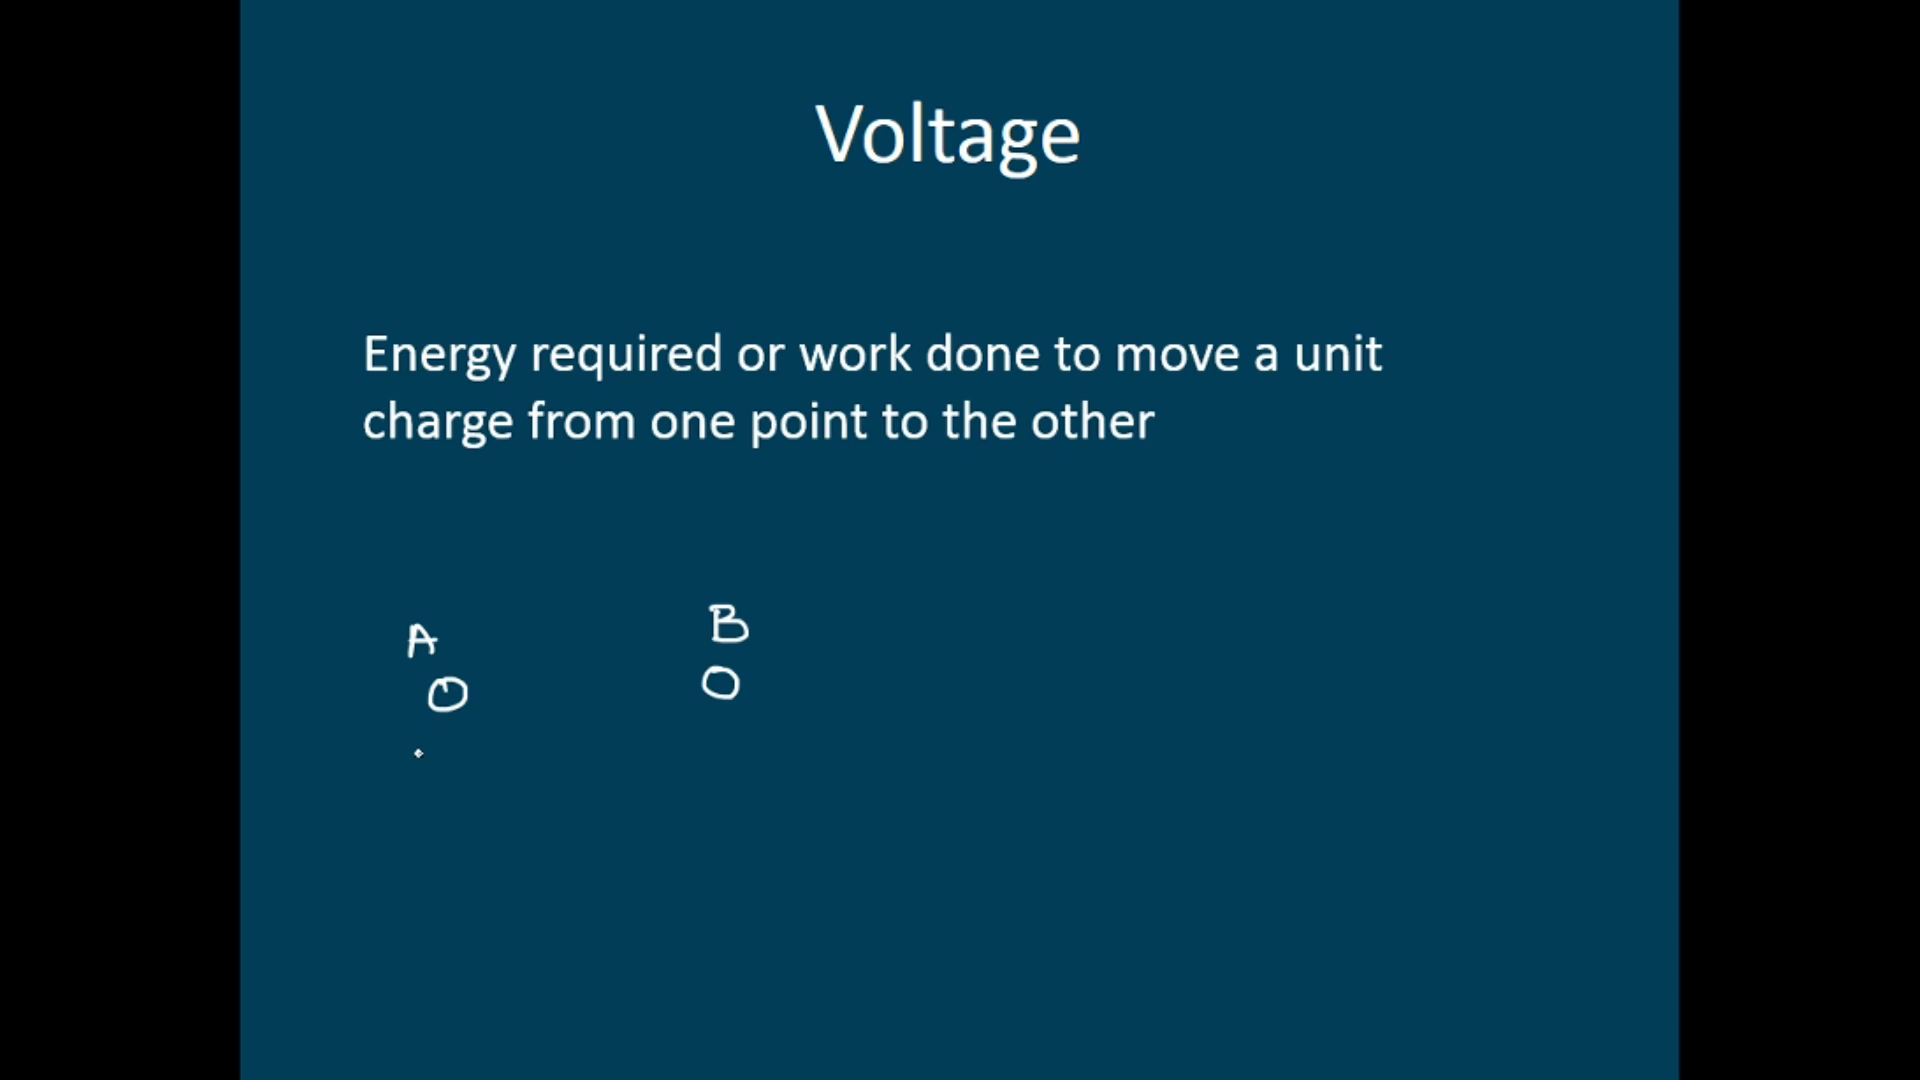 Voltage
Energy required or work done to move a unit
charge from one point to the other
A B